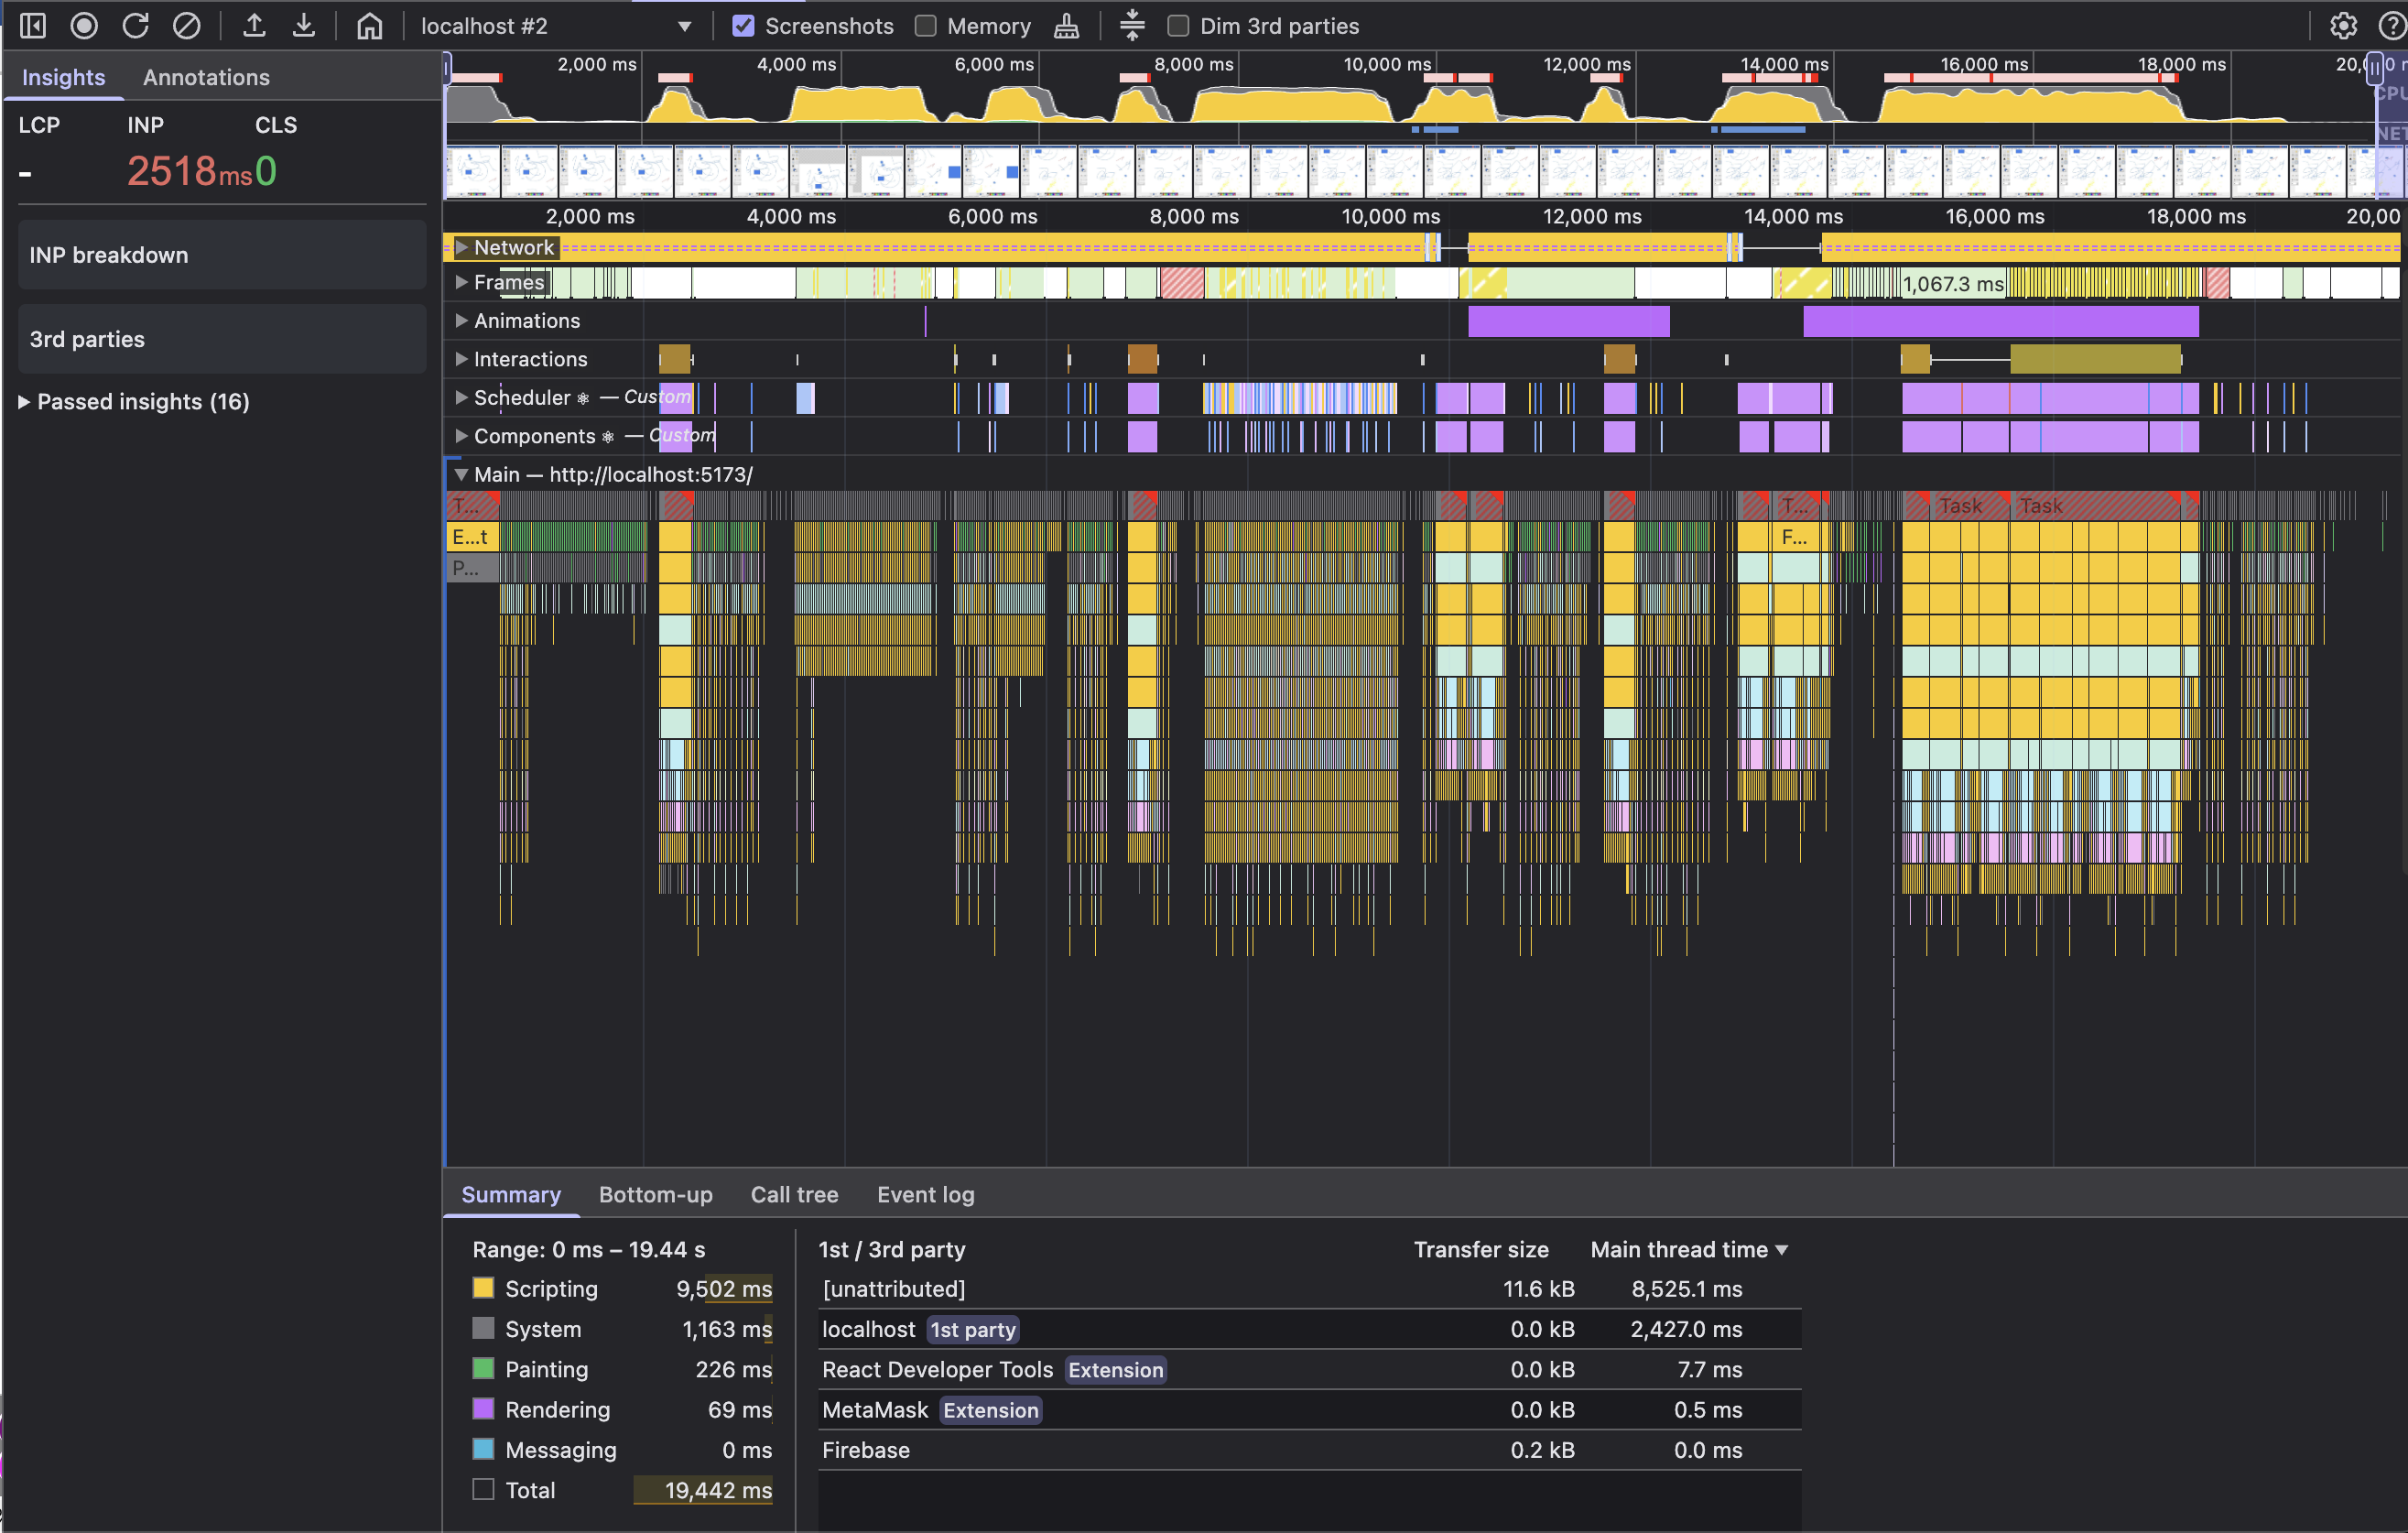 localhost #2 Screenshots Memory Dim 3rd parties
Insights Annotations
LCP INP CLS
- 2518ms 0
INP breakdown
3rd parties
Passed insights (16)
2,000 ms 4,000 ms 6,000 ms 8,000 ms 10,000 ms 12,000 ms 14,000 ms 16,000 ms 18,000 ms
CPU
NET
2,000 ms 4,000 ms 6,000 ms 8,000 ms 10,000 ms 12,000 ms 14,000 ms 16,000 ms 18,000 ms 20,00
Network
Frames 1,067.3 ms
Animations
Interactions
Scheduler ⚛ — Custom
Components ⚛ — Custom
Main — http://localhost:5173/
T... T... Task Task
E...t F...
P...
Summary Bottom-up Call tree Event log
Range: 0 ms – 19.44 s
Scripting 9,502 ms
System 1,163 ms
Painting 226 ms
Rendering 69 ms
Messaging 0 ms
Total 19,442 ms
1st / 3rd party Transfer size Main thread time ▼
[unattributed] 11.6 kB 8,525.1 ms
localhost 1st party 0.0 kB 2,427.0 ms
React Developer Tools Extension 0.0 kB 7.7 ms
MetaMask Extension 0.0 kB 0.5 ms
Firebase 0.2 kB 0.0 ms